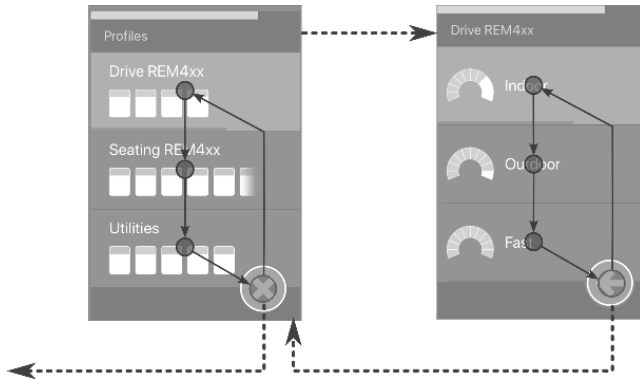 Profiles
Drive REM4xx
Seating REM4xx
Utilities
Drive REM4xx
Indoor
Outdoor
Fast